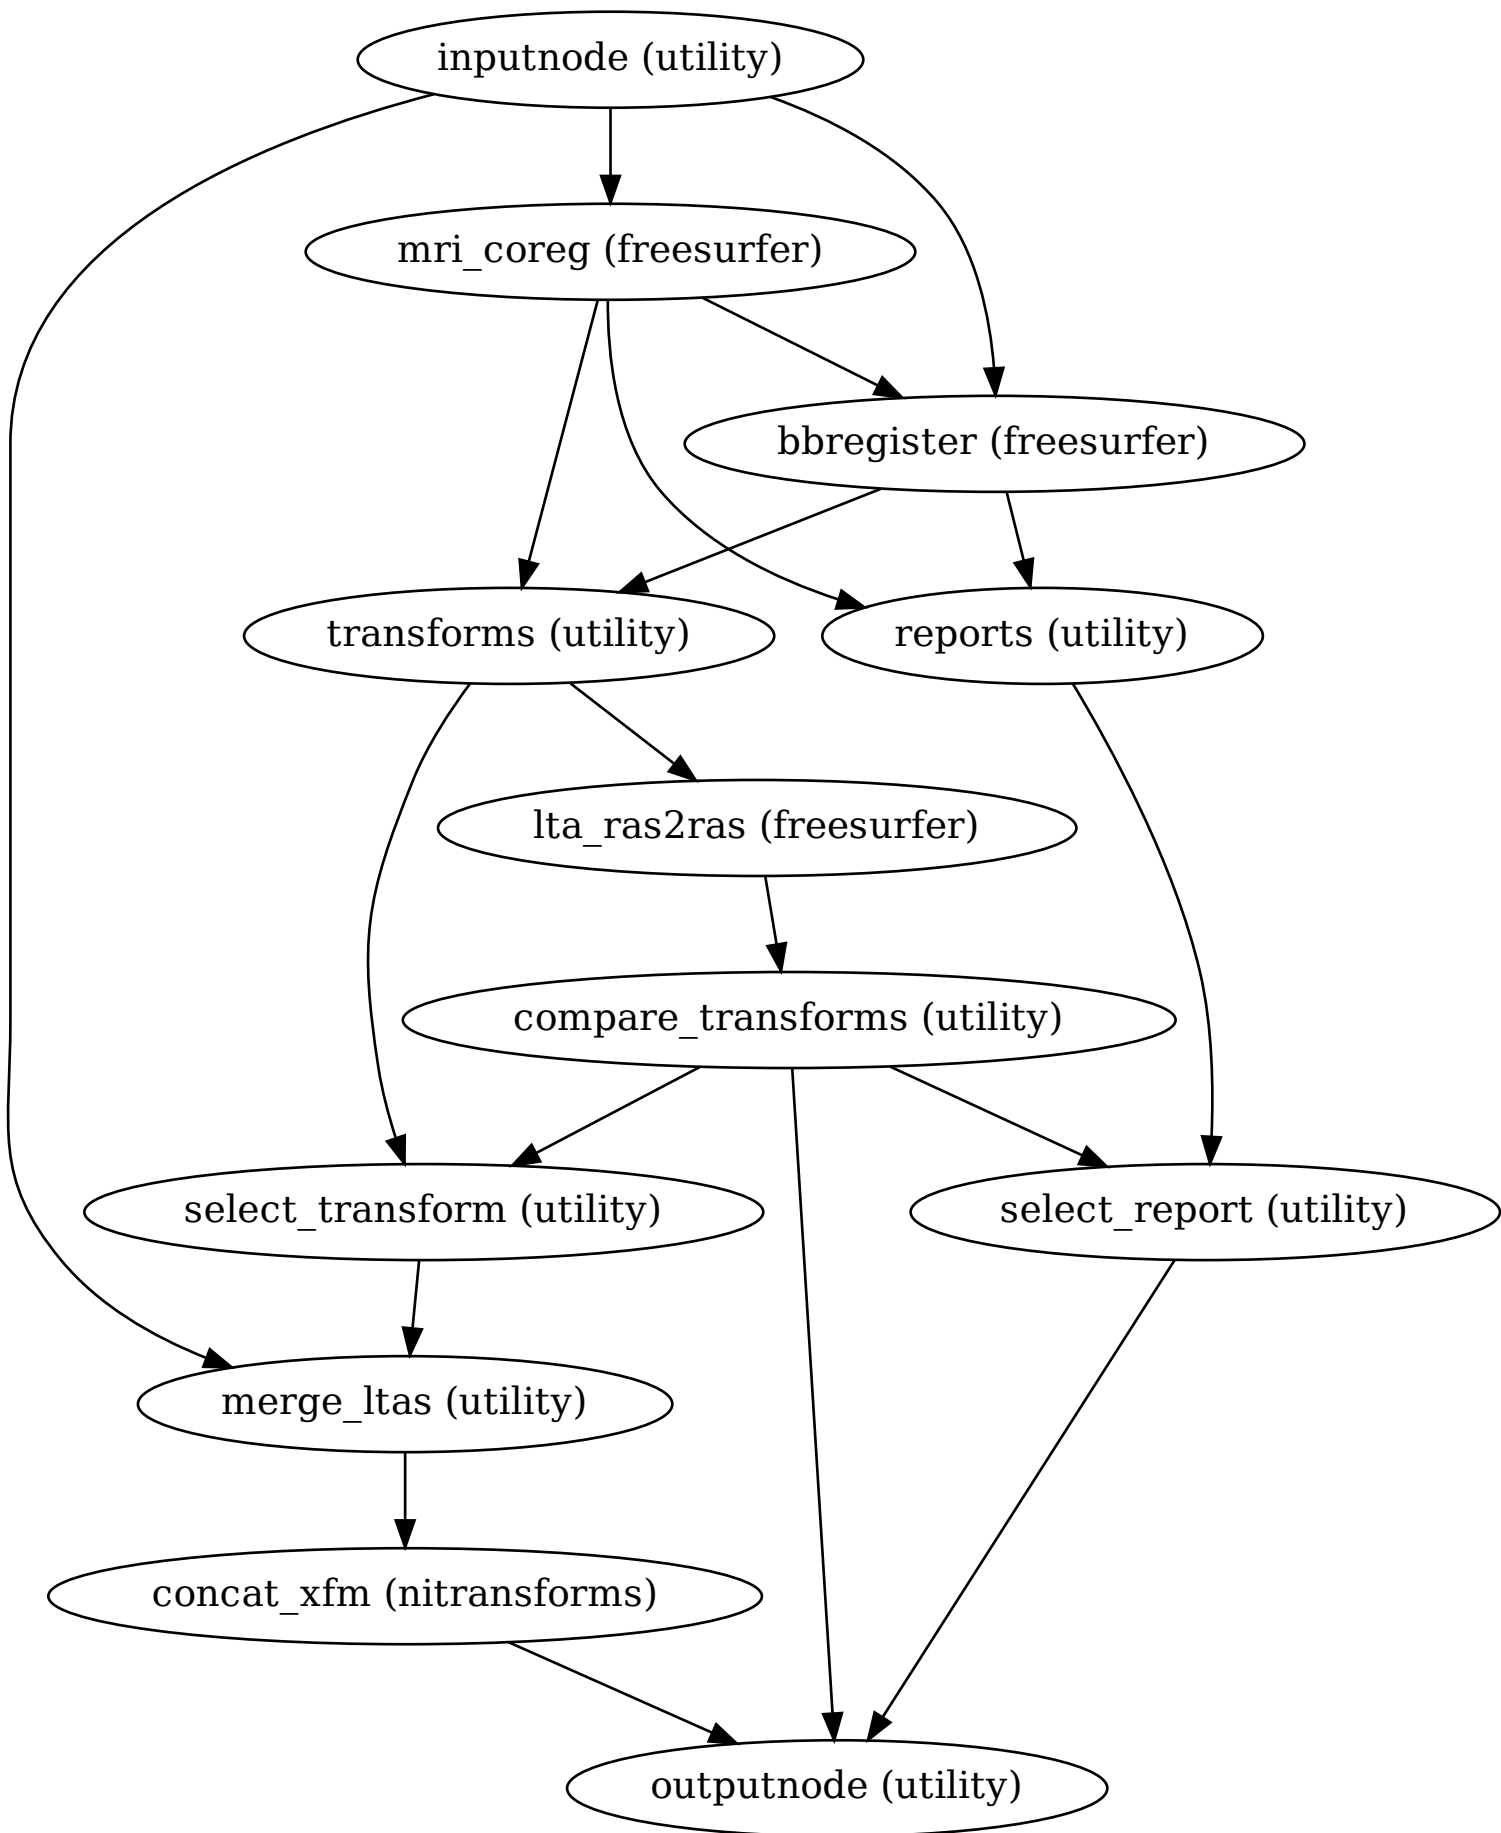 inputnode (utility)
mri_coreg (freesurfer)
bbregister (freesurfer)
transforms (utility)
reports (utility)
lta_ras2ras (freesurfer)
compare_transforms (utility)
select_transform (utility)
select_report (utility)
merge_ltas (utility)
concat_xfm (nitransforms)
outputnode (utility)